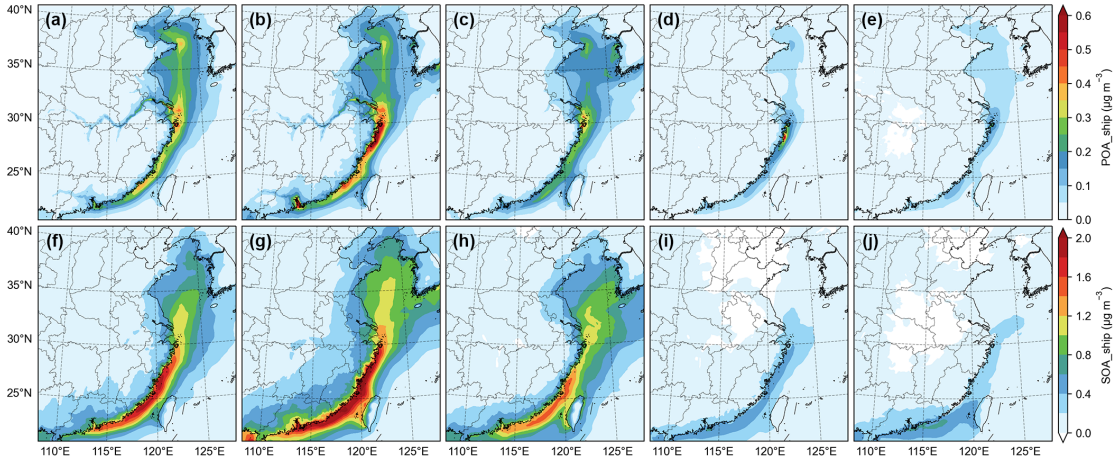 (a) (b) (c) (d) (e)
40°N
35°N
30°N
25°N
0.6
0.5
0.4
0.3
0.2
0.1
0.0
POA_ship (μg m⁻³)
(f) (g) (h) (i) (j)
40°N
35°N
30°N
25°N
2.0
1.6
1.2
0.8
0.4
0.0
SOA_ship (μg m⁻³)
110°E 115°E 120°E 125°E 110°E 115°E 120°E 125°E 110°E 115°E 120°E 125°E 110°E 115°E 120°E 125°E 110°E 115°E 120°E 125°E